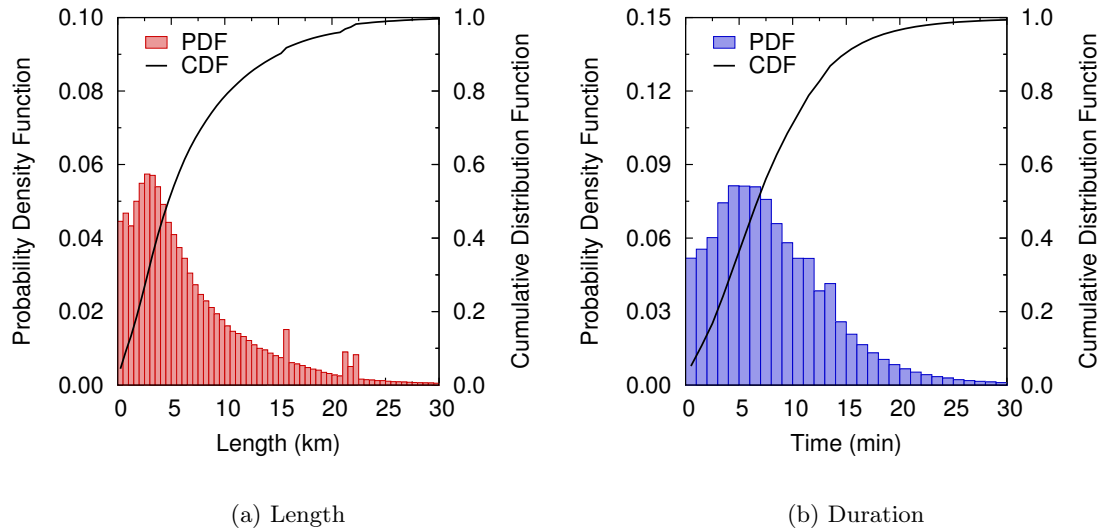 0.10
0.08
0.06
0.04
0.02
0.00
Probability Density Function
PDF
CDF
1.0
0.8
0.6
0.4
0.2
0.0
Cumulative Distribution Function
0 5 10 15 20 25 30
Length (km)
(a) Length
0.15
0.12
0.09
0.06
0.03
0.00
Probability Density Function
PDF
CDF
1.0
0.8
0.6
0.4
0.2
0.0
Cumulative Distribution Function
0 5 10 15 20 25 30
Time (min)
(b) Duration